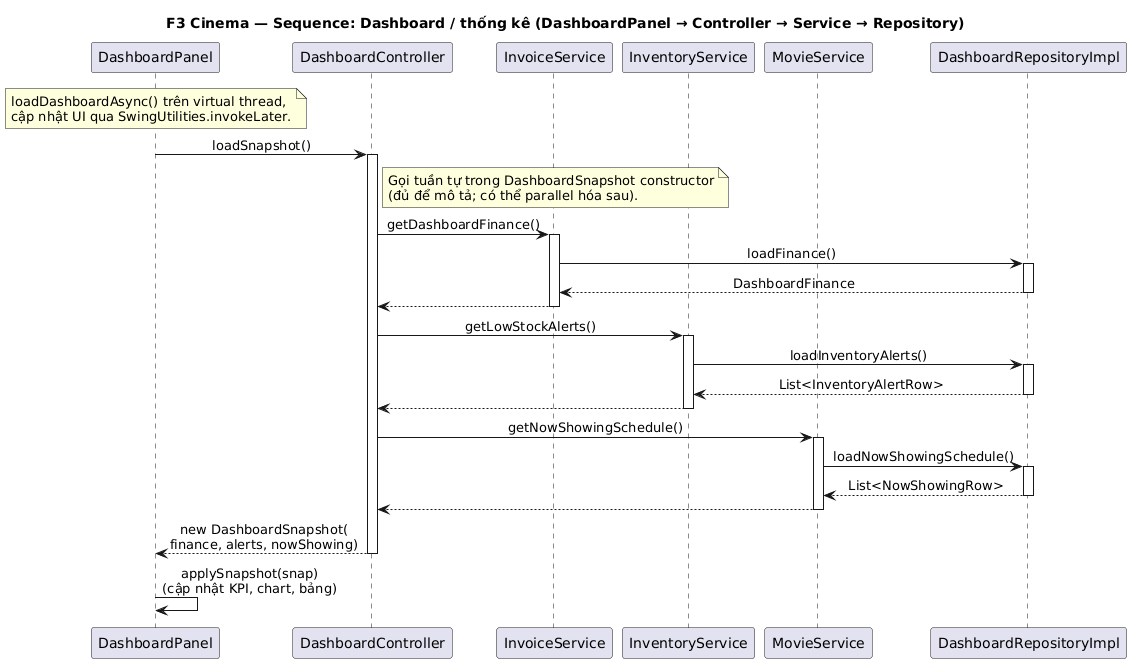 F3 Cinema — Sequence: Dashboard / thống kê (DashboardPanel → Controller → Service → Repository)
DashboardPanel
DashboardController
InvoiceService
InventoryService
MovieService
DashboardRepositoryImpl
loadDashboardAsync() trên virtual thread,
cập nhật UI qua SwingUtilities.invokeLater.
loadSnapshot()
Gọi tuần tự trong DashboardSnapshot constructor
(đủ để mô tả; có thể parallel hóa sau).
getDashboardFinance()
loadFinance()
DashboardFinance
getLowStockAlerts()
loadInventoryAlerts()
List<InventoryAlertRow>
getNowShowingSchedule()
loadNowShowingSchedule()
List<NowShowingRow>
new DashboardSnapshot(
finance, alerts, nowShowing)
applySnapshot(snap)
(cập nhật KPI, chart, bảng)
DashboardPanel
DashboardController
InvoiceService
InventoryService
MovieService
DashboardRepositoryImpl